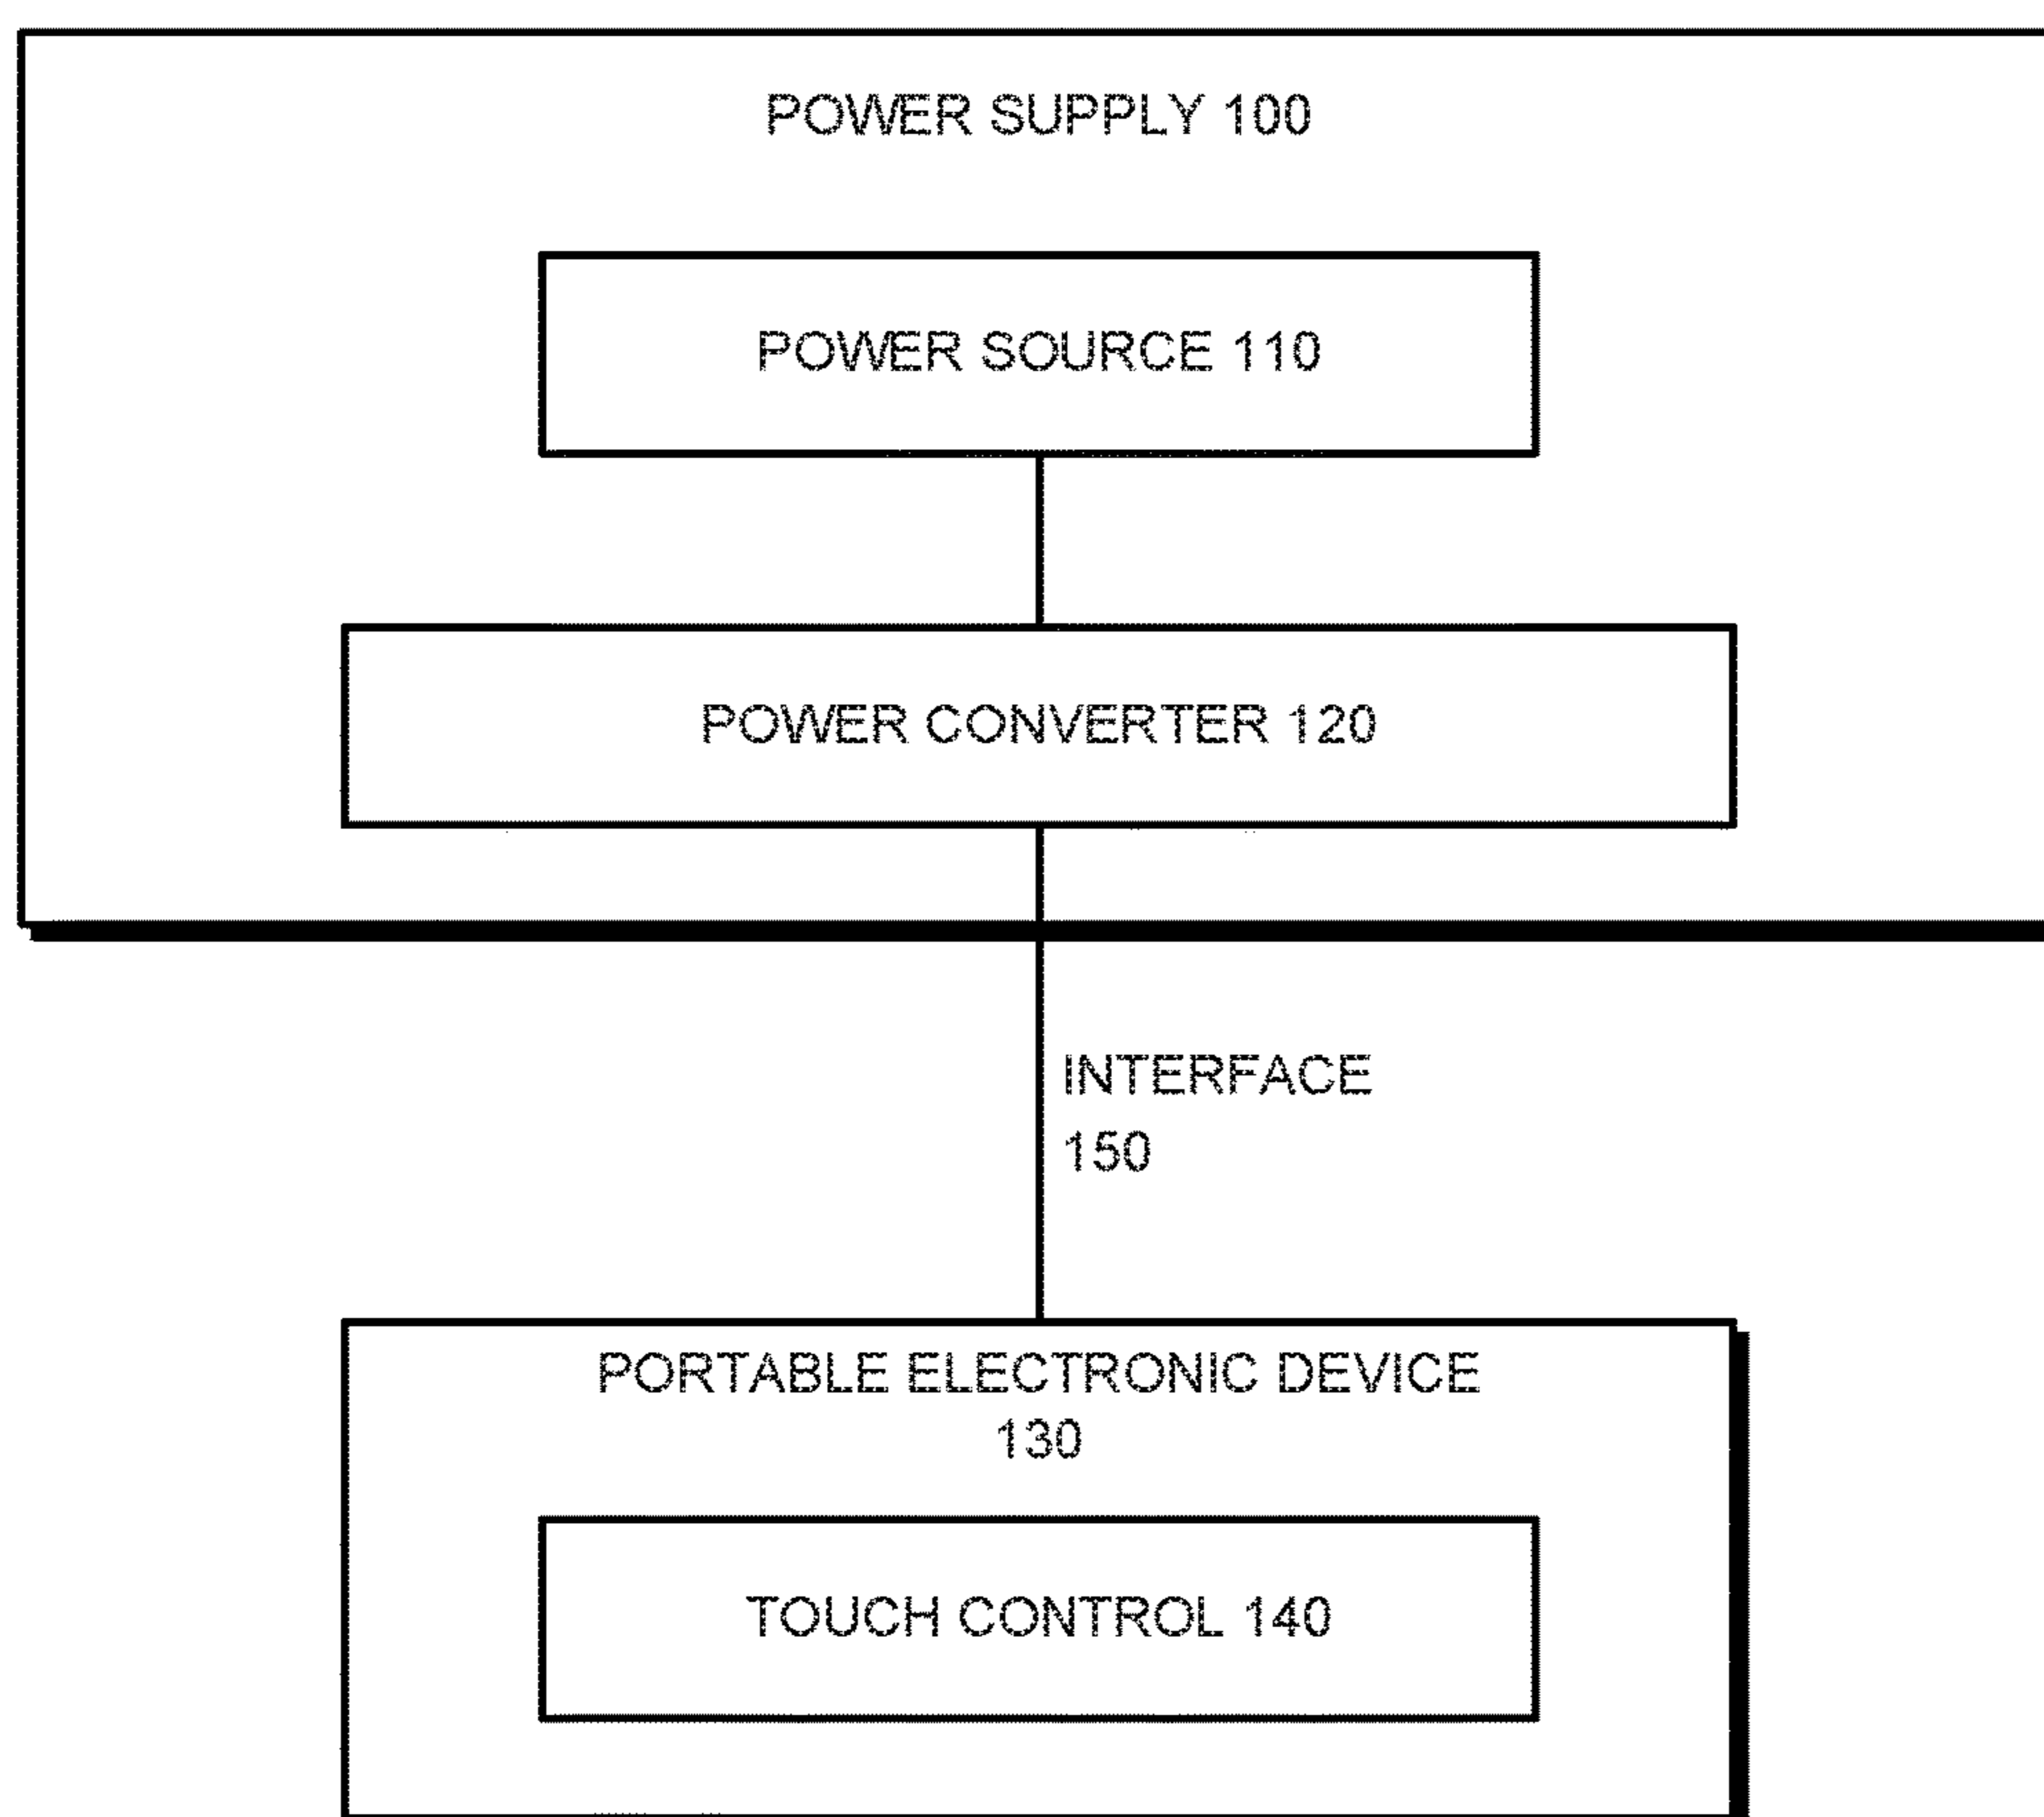 POWER SUPPLY 100
POWER SOURCE 110
POWER CONVERTER 120
INTERFACE
150
PORTABLE ELECTRONIC DEVICE
130
TOUCH CONTROL 140